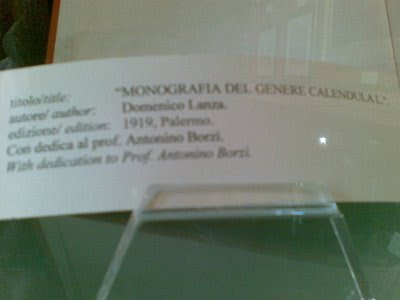 titolo/title: "MONOGRAFIA DEL GENERE CALENDULA L".
autore/ author: Domenico Lanza.
edizione/ edition: 1919, Palermo.
Con dedica al prof. Antonino Borzì.
With dedication to Prof. Antonino Borzì.